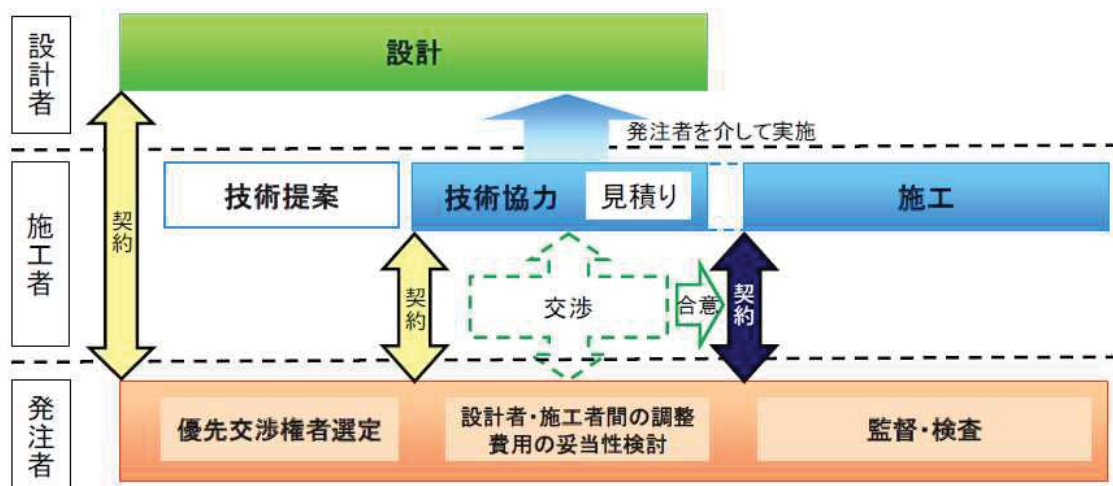 設計者
設計
発注者を介して実施
施工者
技術提案
技術協力
見積り
施工
契約
契約
交渉
合意
契約
発注者
優先交渉権者選定
設計者・施工者間の調整
費用の妥当性検討
監督・検査